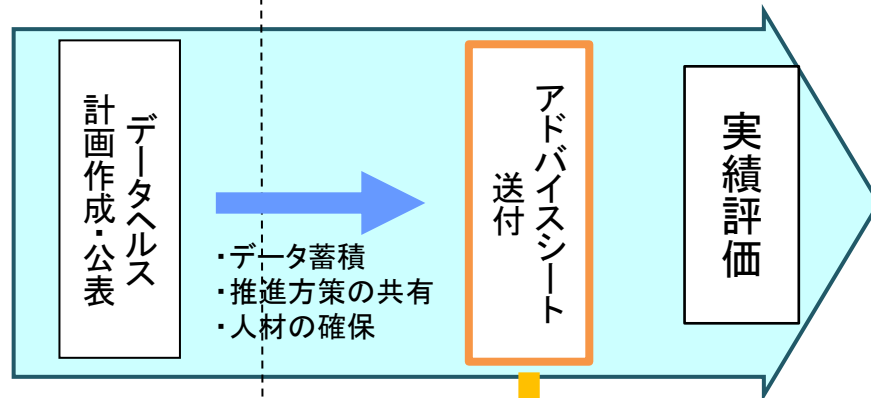 データヘルス
計画作成・公表
・データ蓄積
・推進方策の共有
・人材の確保
アドバイスシート
送付
実績評価